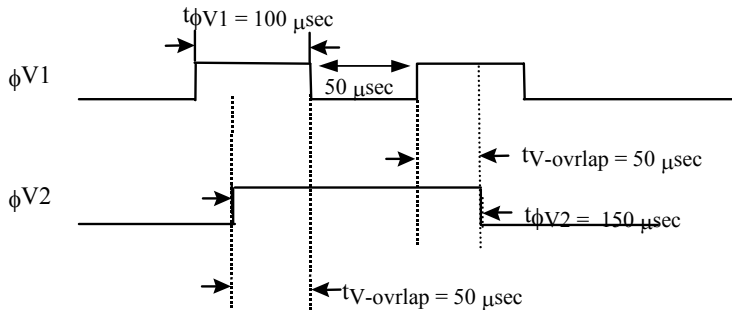 tϕV1 = 100 μsec
ϕV1
50 μsec
tV-ovrlap = 50 μsec
ϕV2
tϕV2 = 150 μsec
tV-ovrlap = 50 μsec